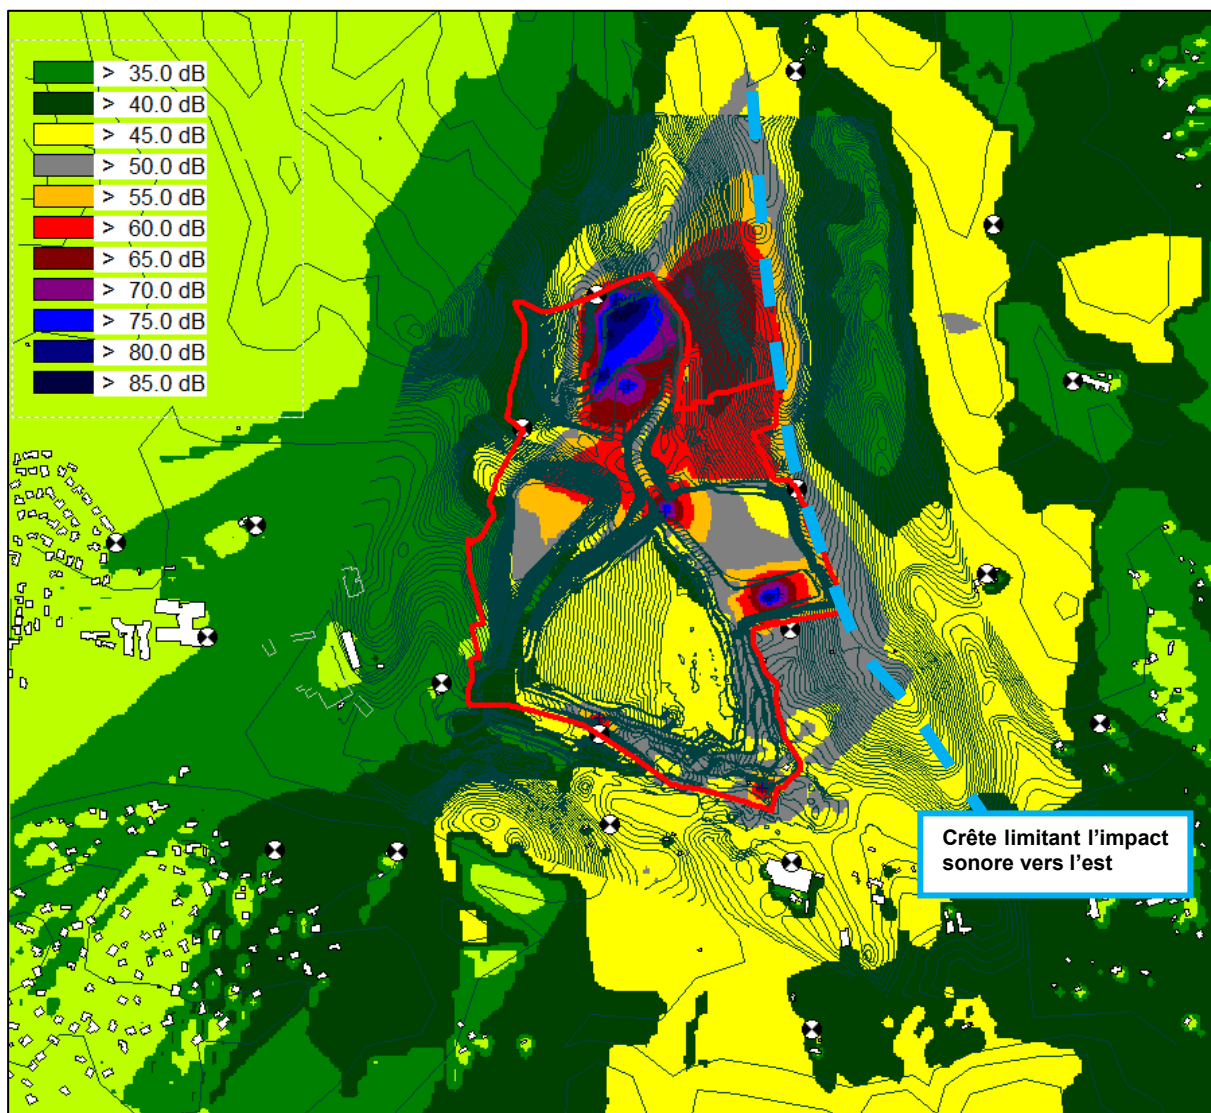 > 35.0 dB
> 40.0 dB
> 45.0 dB
> 50.0 dB
> 55.0 dB
> 60.0 dB
> 65.0 dB
> 70.0 dB
> 75.0 dB
> 80.0 dB
> 85.0 dB
Crête limitant l’impact
sonore vers l’est